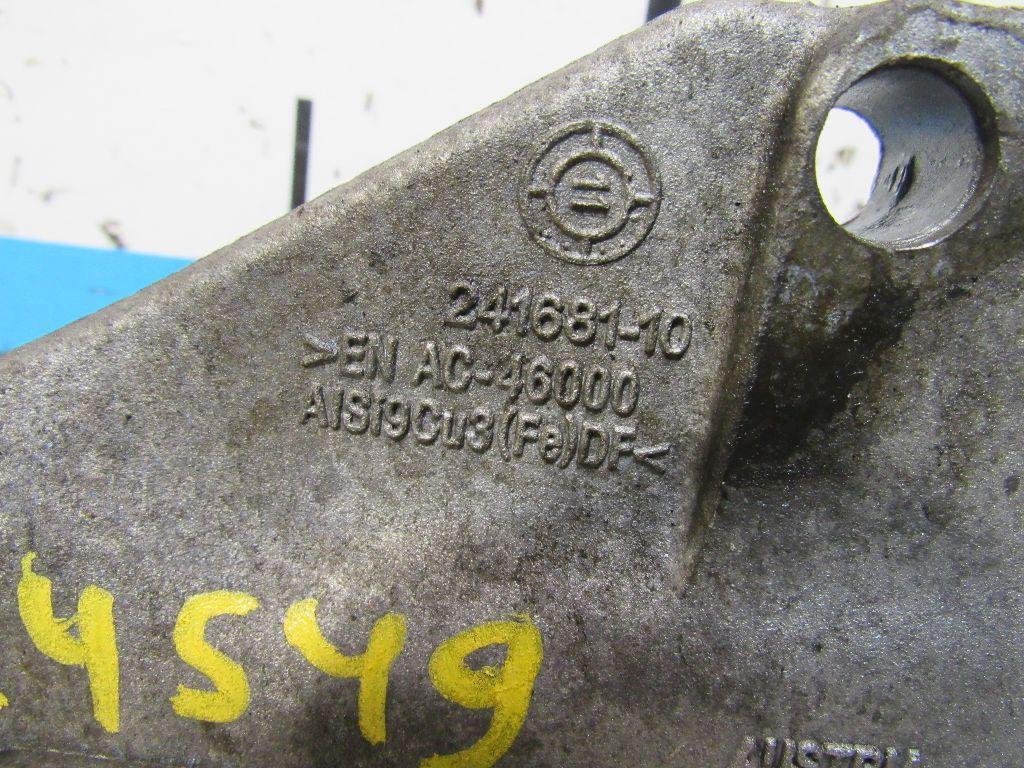 241681-10
>EN AC-46000
AlSi9Cu3(Fe)DF<
4549